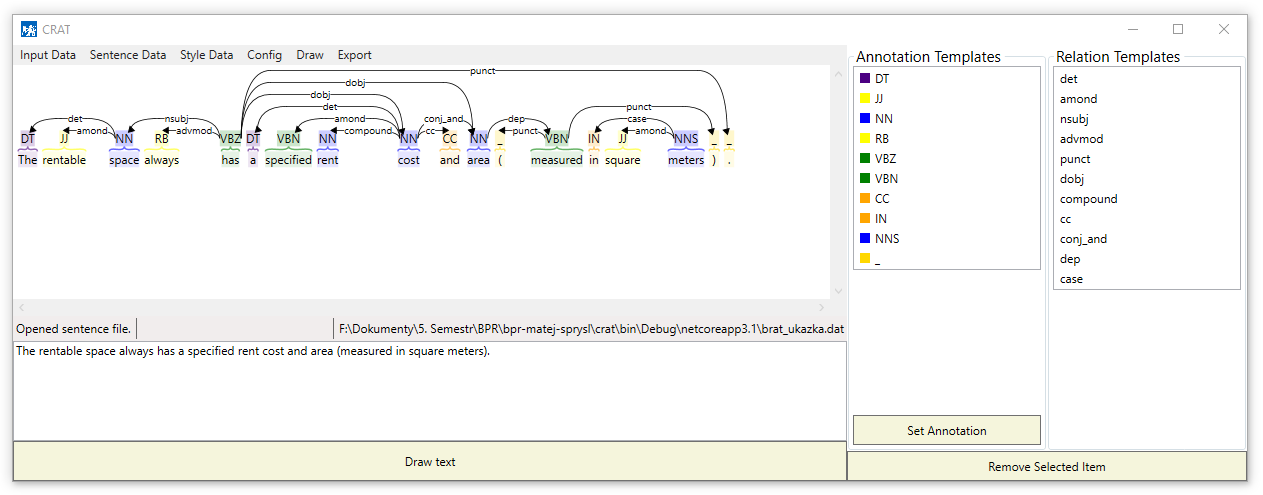 CRAT
Input Data Sentence Data Style Data Config Draw Export
punct
dobj
dobj
det punct
det nsubj amond conj_and dep case
amond advmod compound cc punct amond
DT JJ NN RB VBZ DT VBN NN NN CC NN _ VBN IN JJ NNS _ _
The rentable space always has a specified rent cost and area ( measured in square meters ) .
Opened sentence file. F:\Dokumenty\5. Semestr\BPR\bpr-matej-sprysl\crat\bin\Debug\netcoreapp3.1\brat_ukazka.dat
The rentable space always has a specified rent cost and area (measured in square meters).
Draw text
Annotation Templates
DT
JJ
NN
RB
VBZ
VBN
CC
IN
NNS
_
Set Annotation
Relation Templates
det
amond
nsubj
advmod
punct
dobj
compound
cc
conj_and
dep
case
Remove Selected Item